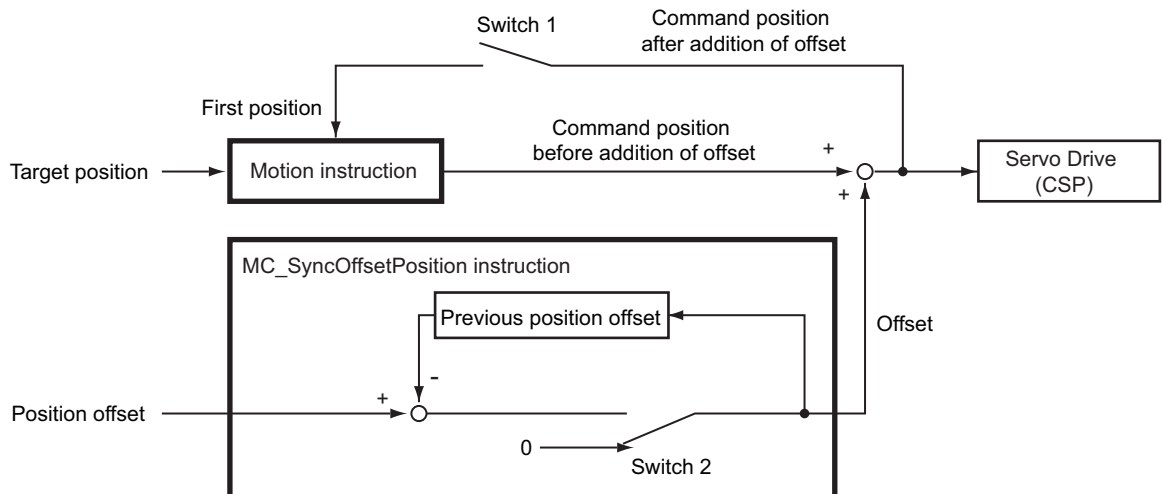 Switch 1
Command position
after addition of offset
First position
Command position
before addition of offset
Target position
Motion instruction
+
+
Servo Drive
(CSP)
MC_SyncOffsetPosition instruction
Previous position offset
Offset
-
+
Position offset
0
Switch 2